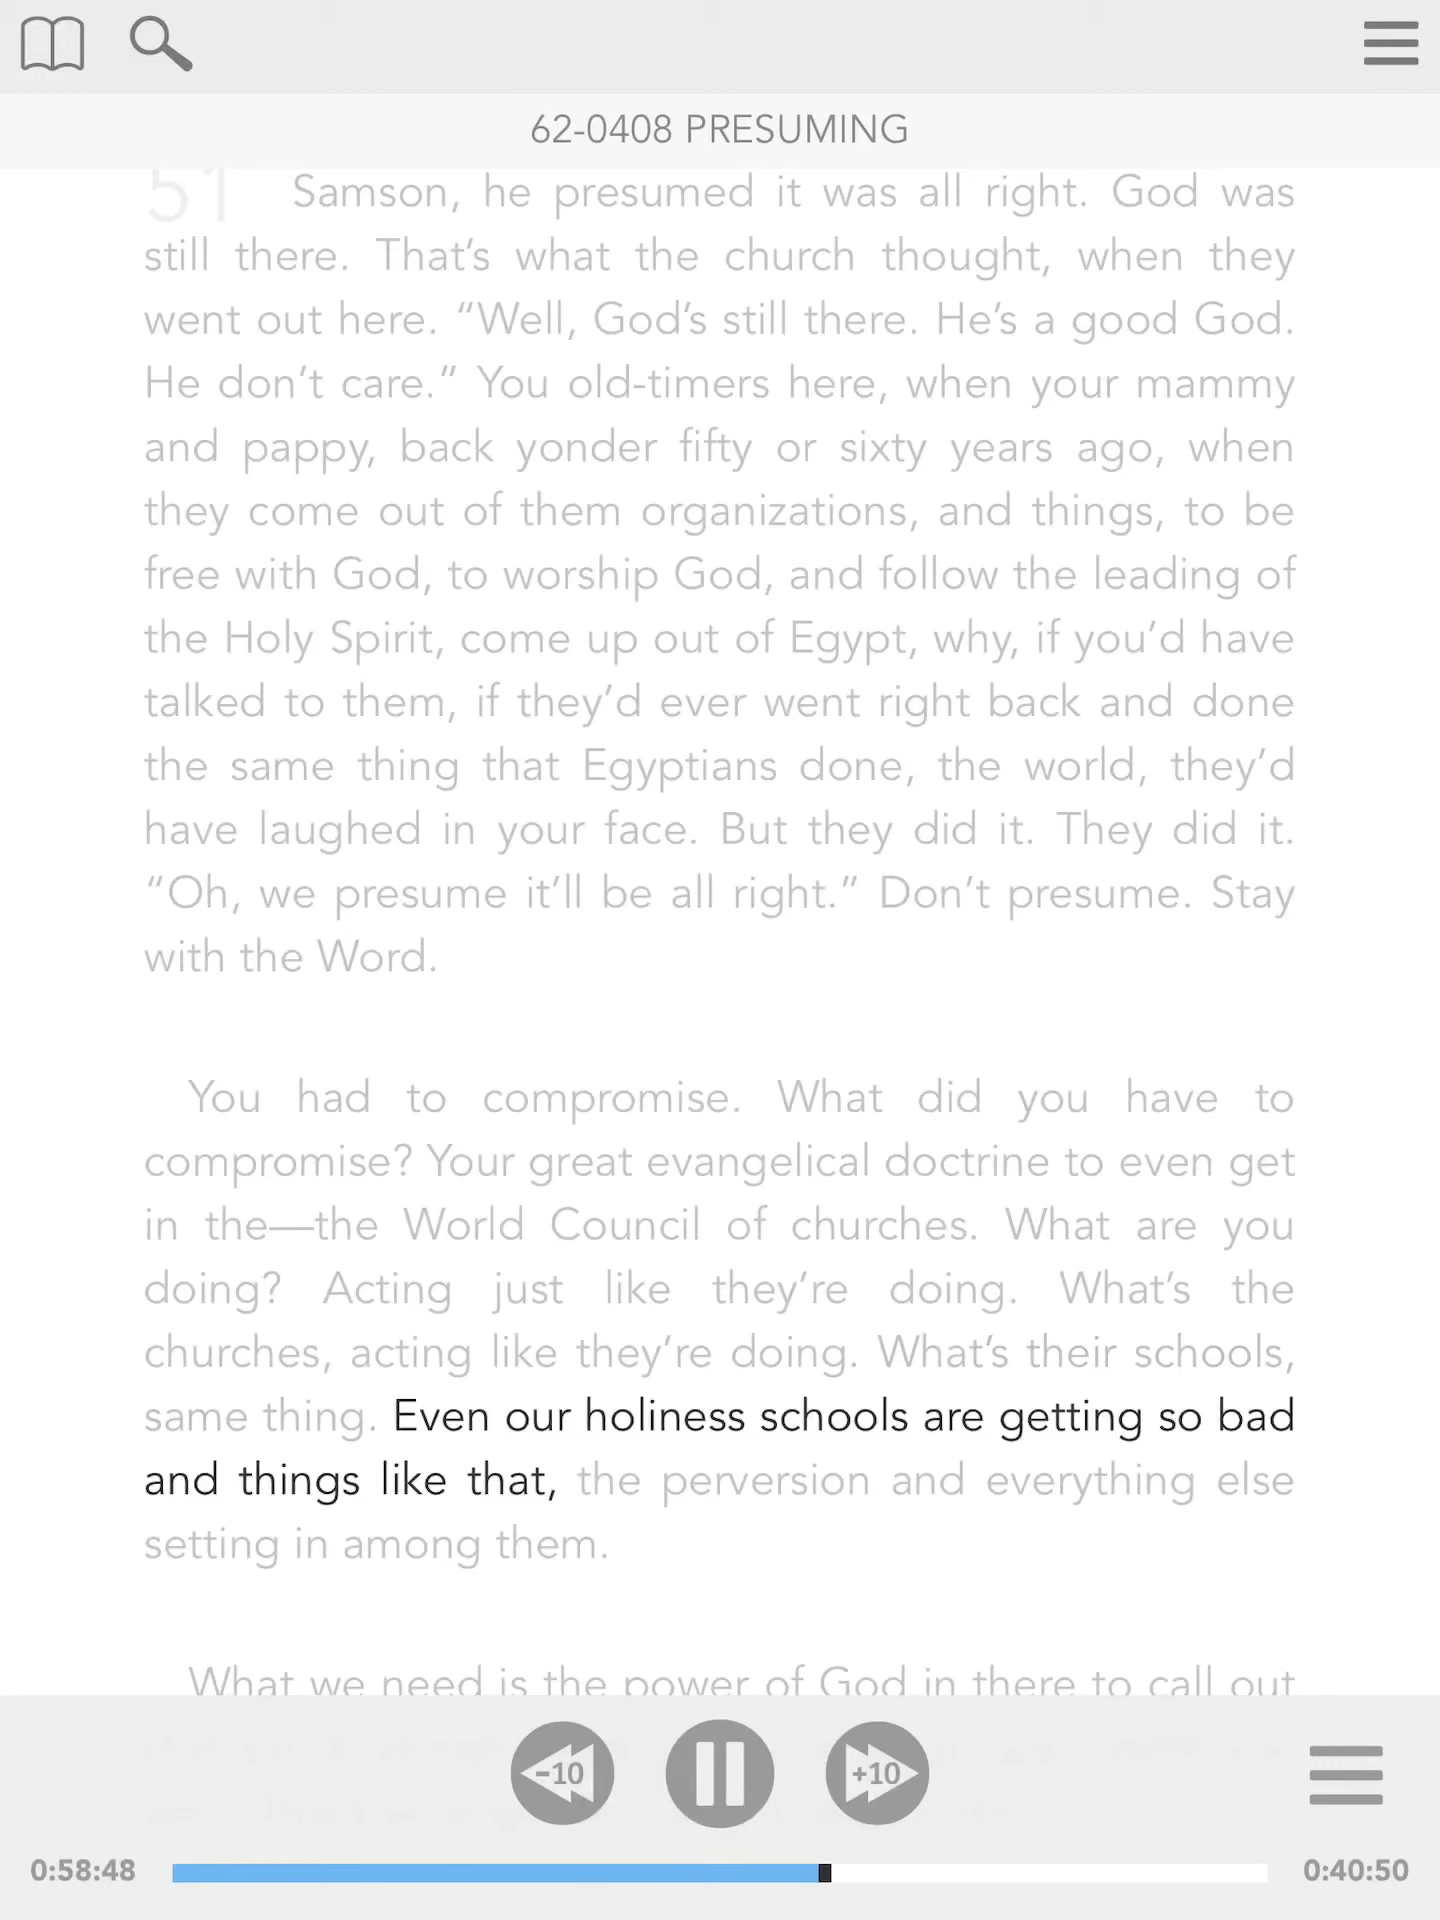 62-0408 PRESUMING
51 Samson, he presumed it was all right. God was
still there. That’s what the church thought, when they
went out here. “Well, God’s still there. He’s a good God.
He don’t care.” You old-timers here, when your mammy
and pappy, back yonder fifty or sixty years ago, when
they come out of them organizations, and things, to be
free with God, to worship God, and follow the leading of
the Holy Spirit, come up out of Egypt, why, if you’d have
talked to them, if they’d ever went right back and done
the same thing that Egyptians done, the world, they’d
have laughed in your face. But they did it. They did it.
“Oh, we presume it’ll be all right.” Don’t presume. Stay
with the Word.
You had to compromise. What did you have to
compromise? Your great evangelical doctrine to even get
in the—the World Council of churches. What are you
doing? Acting just like they’re doing. What’s the
churches, acting like they’re doing. What’s their schools,
same thing. Even our holiness schools are getting so bad
and things like that, the perversion and everything else
setting in among them.
What we need is the power of God in there to call out
-10 +10
0:58:48 0:40:50